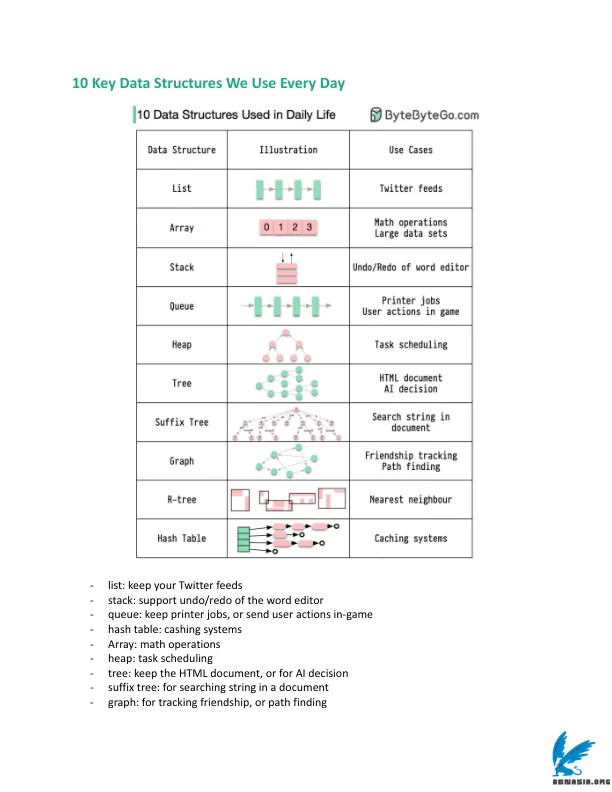 10 Key Data Structures We Use Every Day
10 Data Structures Used in Daily Life
ByteByteGo.com
Data Structure Illustration Use Cases
List Twitter feeds
Array 0 1 2 3 Math operations
Large data sets
Stack Undo/Redo of word editor
Queue Printer jobs
User actions in game
Heap Task scheduling
Tree HTML document
AI decision
Suffix Tree Search string in
document
Graph Friendship tracking
Path finding
R-tree Nearest neighbour
Hash Table Caching systems
- list: keep your Twitter feeds
- stack: support undo/redo of the word editor
- queue: keep printer jobs, or send user actions in-game
- hash table: cashing systems
- Array: math operations
- heap: task scheduling
- tree: keep the HTML document, or for AI decision
- suffix tree: for searching string in a document
- graph: for tracking friendship, or path finding
ABNASIA.ORG